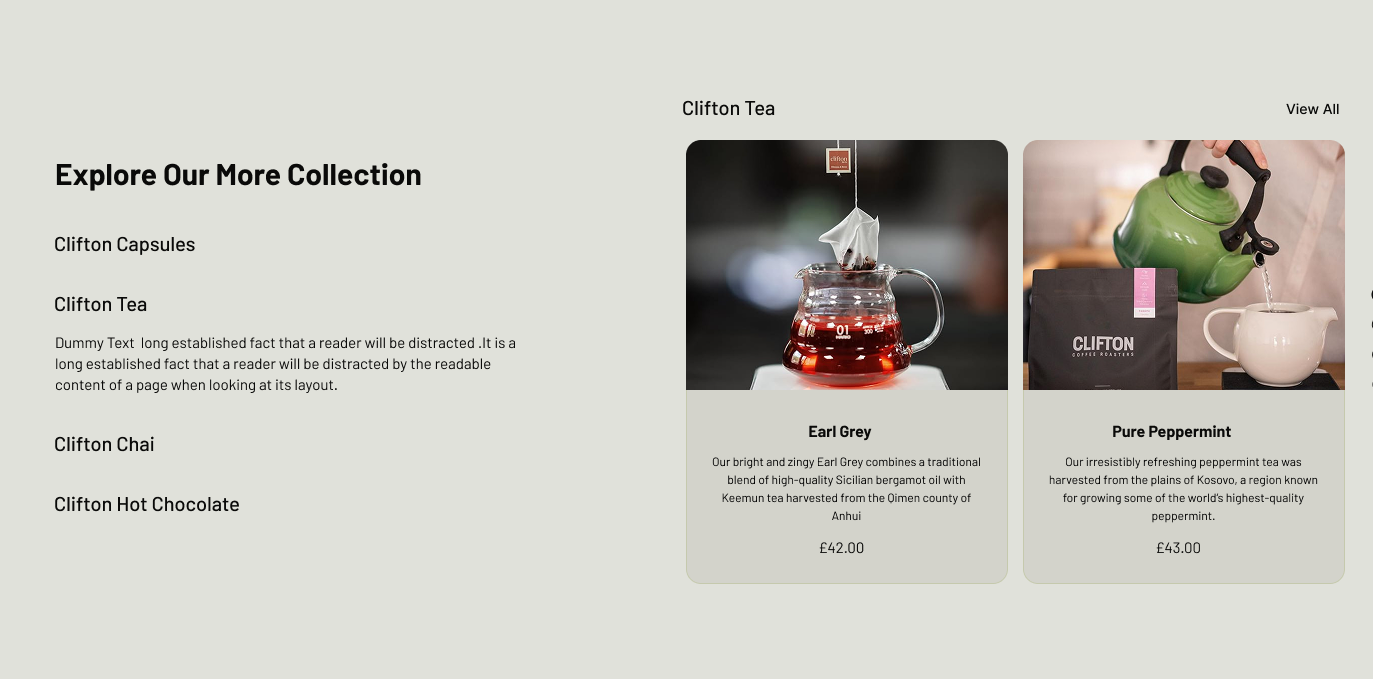 Explore Our More Collection
Clifton Capsules
Clifton Tea
Dummy Text  long established fact that a reader will be distracted .It is a
long established fact that a reader will be distracted by the readable
content of a page when looking at its layout.
Clifton Chai
Clifton Hot Chocolate
Clifton Tea
View All
clifton
01
CLIFTON
COFFEE ROASTERS
Earl Grey
Our bright and zingy Earl Grey combines a traditional
blend of high-quality Sicilian bergamot oil with
Keemun tea harvested from the Qimen county of
Anhui
£42.00
Pure Peppermint
Our irresistibly refreshing peppermint tea was
harvested from the plains of Kosovo, a region known
for growing some of the world's highest-quality
peppermint.
£43.00